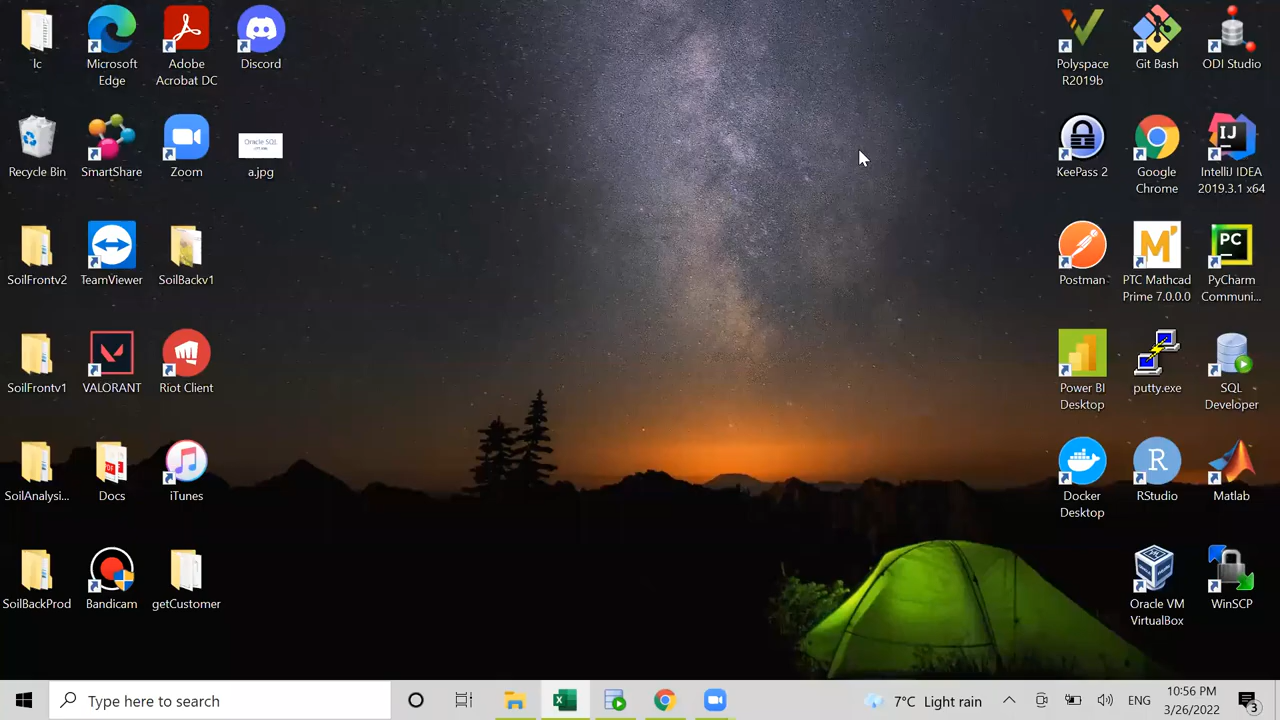 lc
Microsoft
Edge
Adobe
Acrobat DC
Discord
Polyspace
R2019b
Git Bash
ODI Studio
Recycle Bin
SmartShare
Zoom
Oracle SQL
a.jpg
KeePass 2
Google
Chrome
IJ
IntelliJ IDEA
2019.3.1 x64
SoilFrontv2
TeamViewer
SoilBackv1
Postman
PTC Mathcad
Prime 7.0.0.0
PC
PyCharm
Communi...
SoilFrontv1
VALORANT
Riot Client
Power BI
Desktop
putty.exe
SQL
Developer
SoilAnalysi...
Docs
iTunes
Docker
Desktop
R
RStudio
Matlab
SoilBackProd
Bandicam
getCustomer
Oracle VM
VirtualBox
WinSCP
Type here to search
7°C Light rain
ENG
10:56 PM
3/26/2022
3